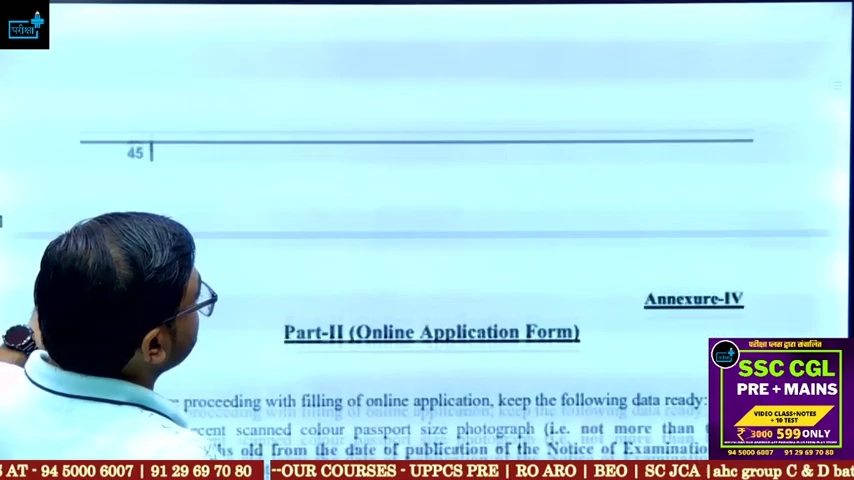 परीक्षा
45
Annexure-IV
Part-II (Online Application Form)
proceeding with filling of online application, keep the following data ready:
scanned colour passport size photograph (i.e. not more than
old from the date of publication of the Notice of Examination
परीक्षा प्लस द्वारा संचालित
SSC CGL
PRE + MAINS
VIDEO CLASS+NOTES
+ 10 TEST
₹ 3000 599 ONLY
94 5000 6007 91 29 69 70 80
AT - 94 5000 6007 | 91 29 69 70 80 --OUR COURSES - UPPCS PRE | RO ARO | BEO | SC JCA | ahc group C & D